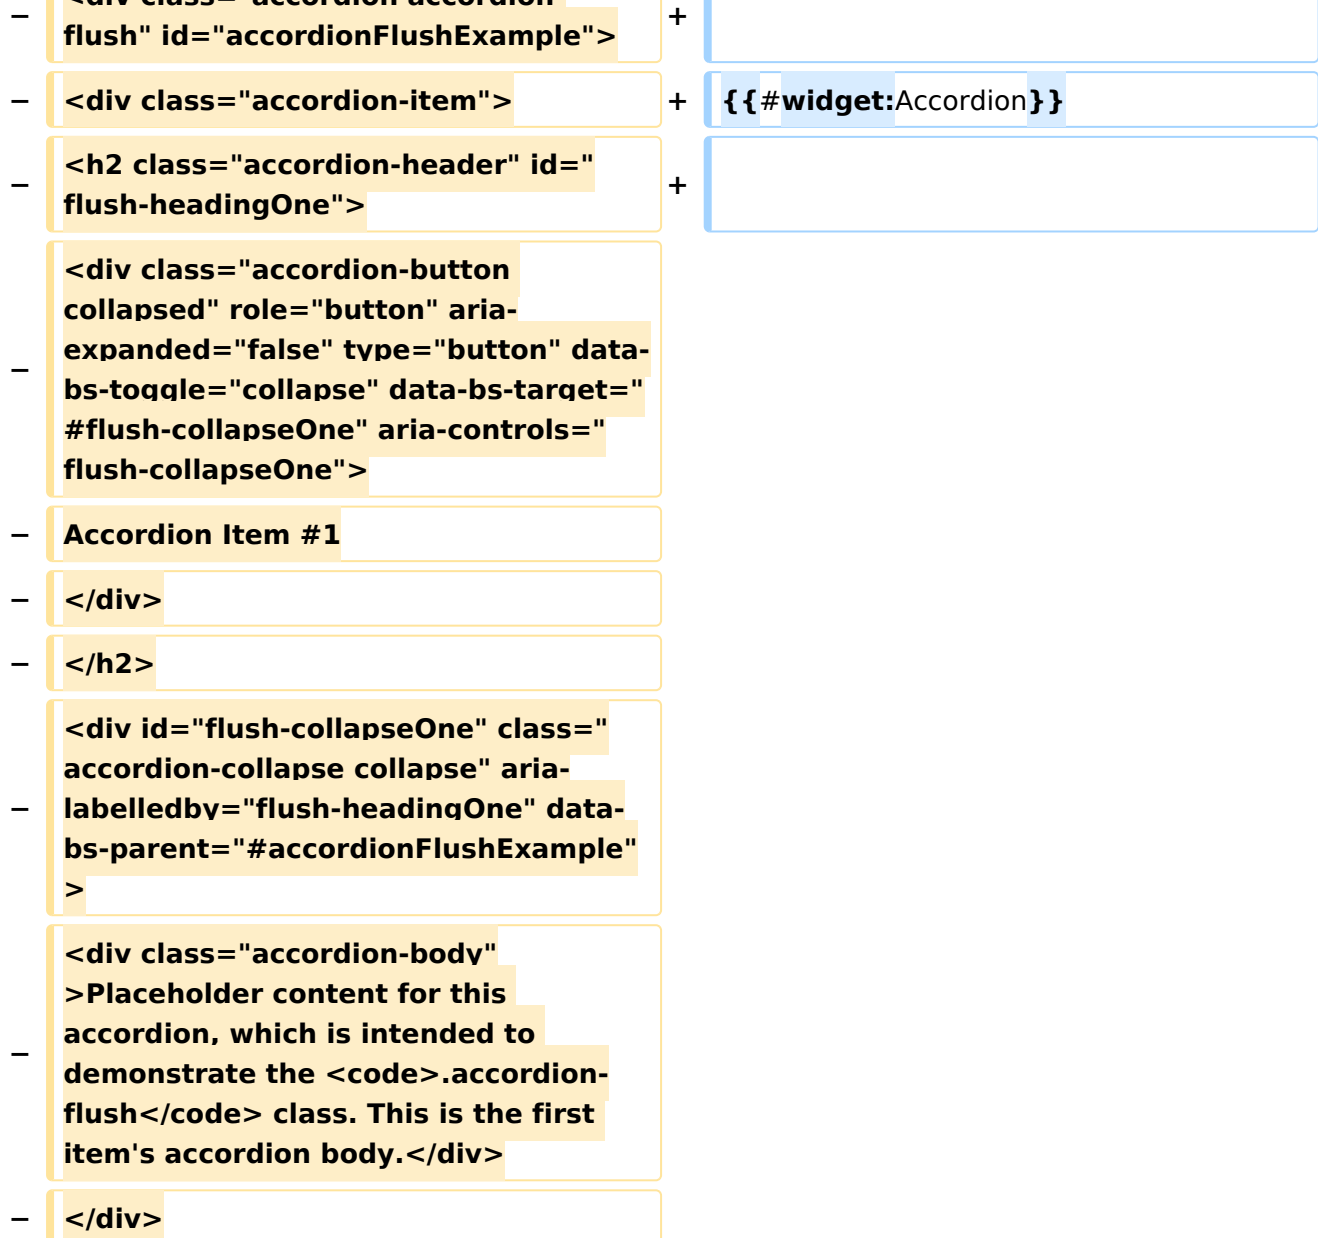 <div class="accordion accordion-
− flush" id="accordionFlushExample"> +
− <div class="accordion-item"> + {{#widget:Accordion}}
<h2 class="accordion-header" id="
− flush-headingOne"> +
<div class="accordion-button
collapsed" role="button" aria-
expanded="false" type="button" data-
− bs-toggle="collapse" data-bs-target="
#flush-collapseOne" aria-controls="
flush-collapseOne">
− Accordion Item #1
− </div>
− </h2>
<div id="flush-collapseOne" class="
accordion-collapse collapse" aria-
− labelledby="flush-headingOne" data-
bs-parent="#accordionFlushExample"
>
<div class="accordion-body"
>Placeholder content for this
accordion, which is intended to
− demonstrate the <code>.accordion-
flush</code> class. This is the first
item's accordion body.</div>
− </div>